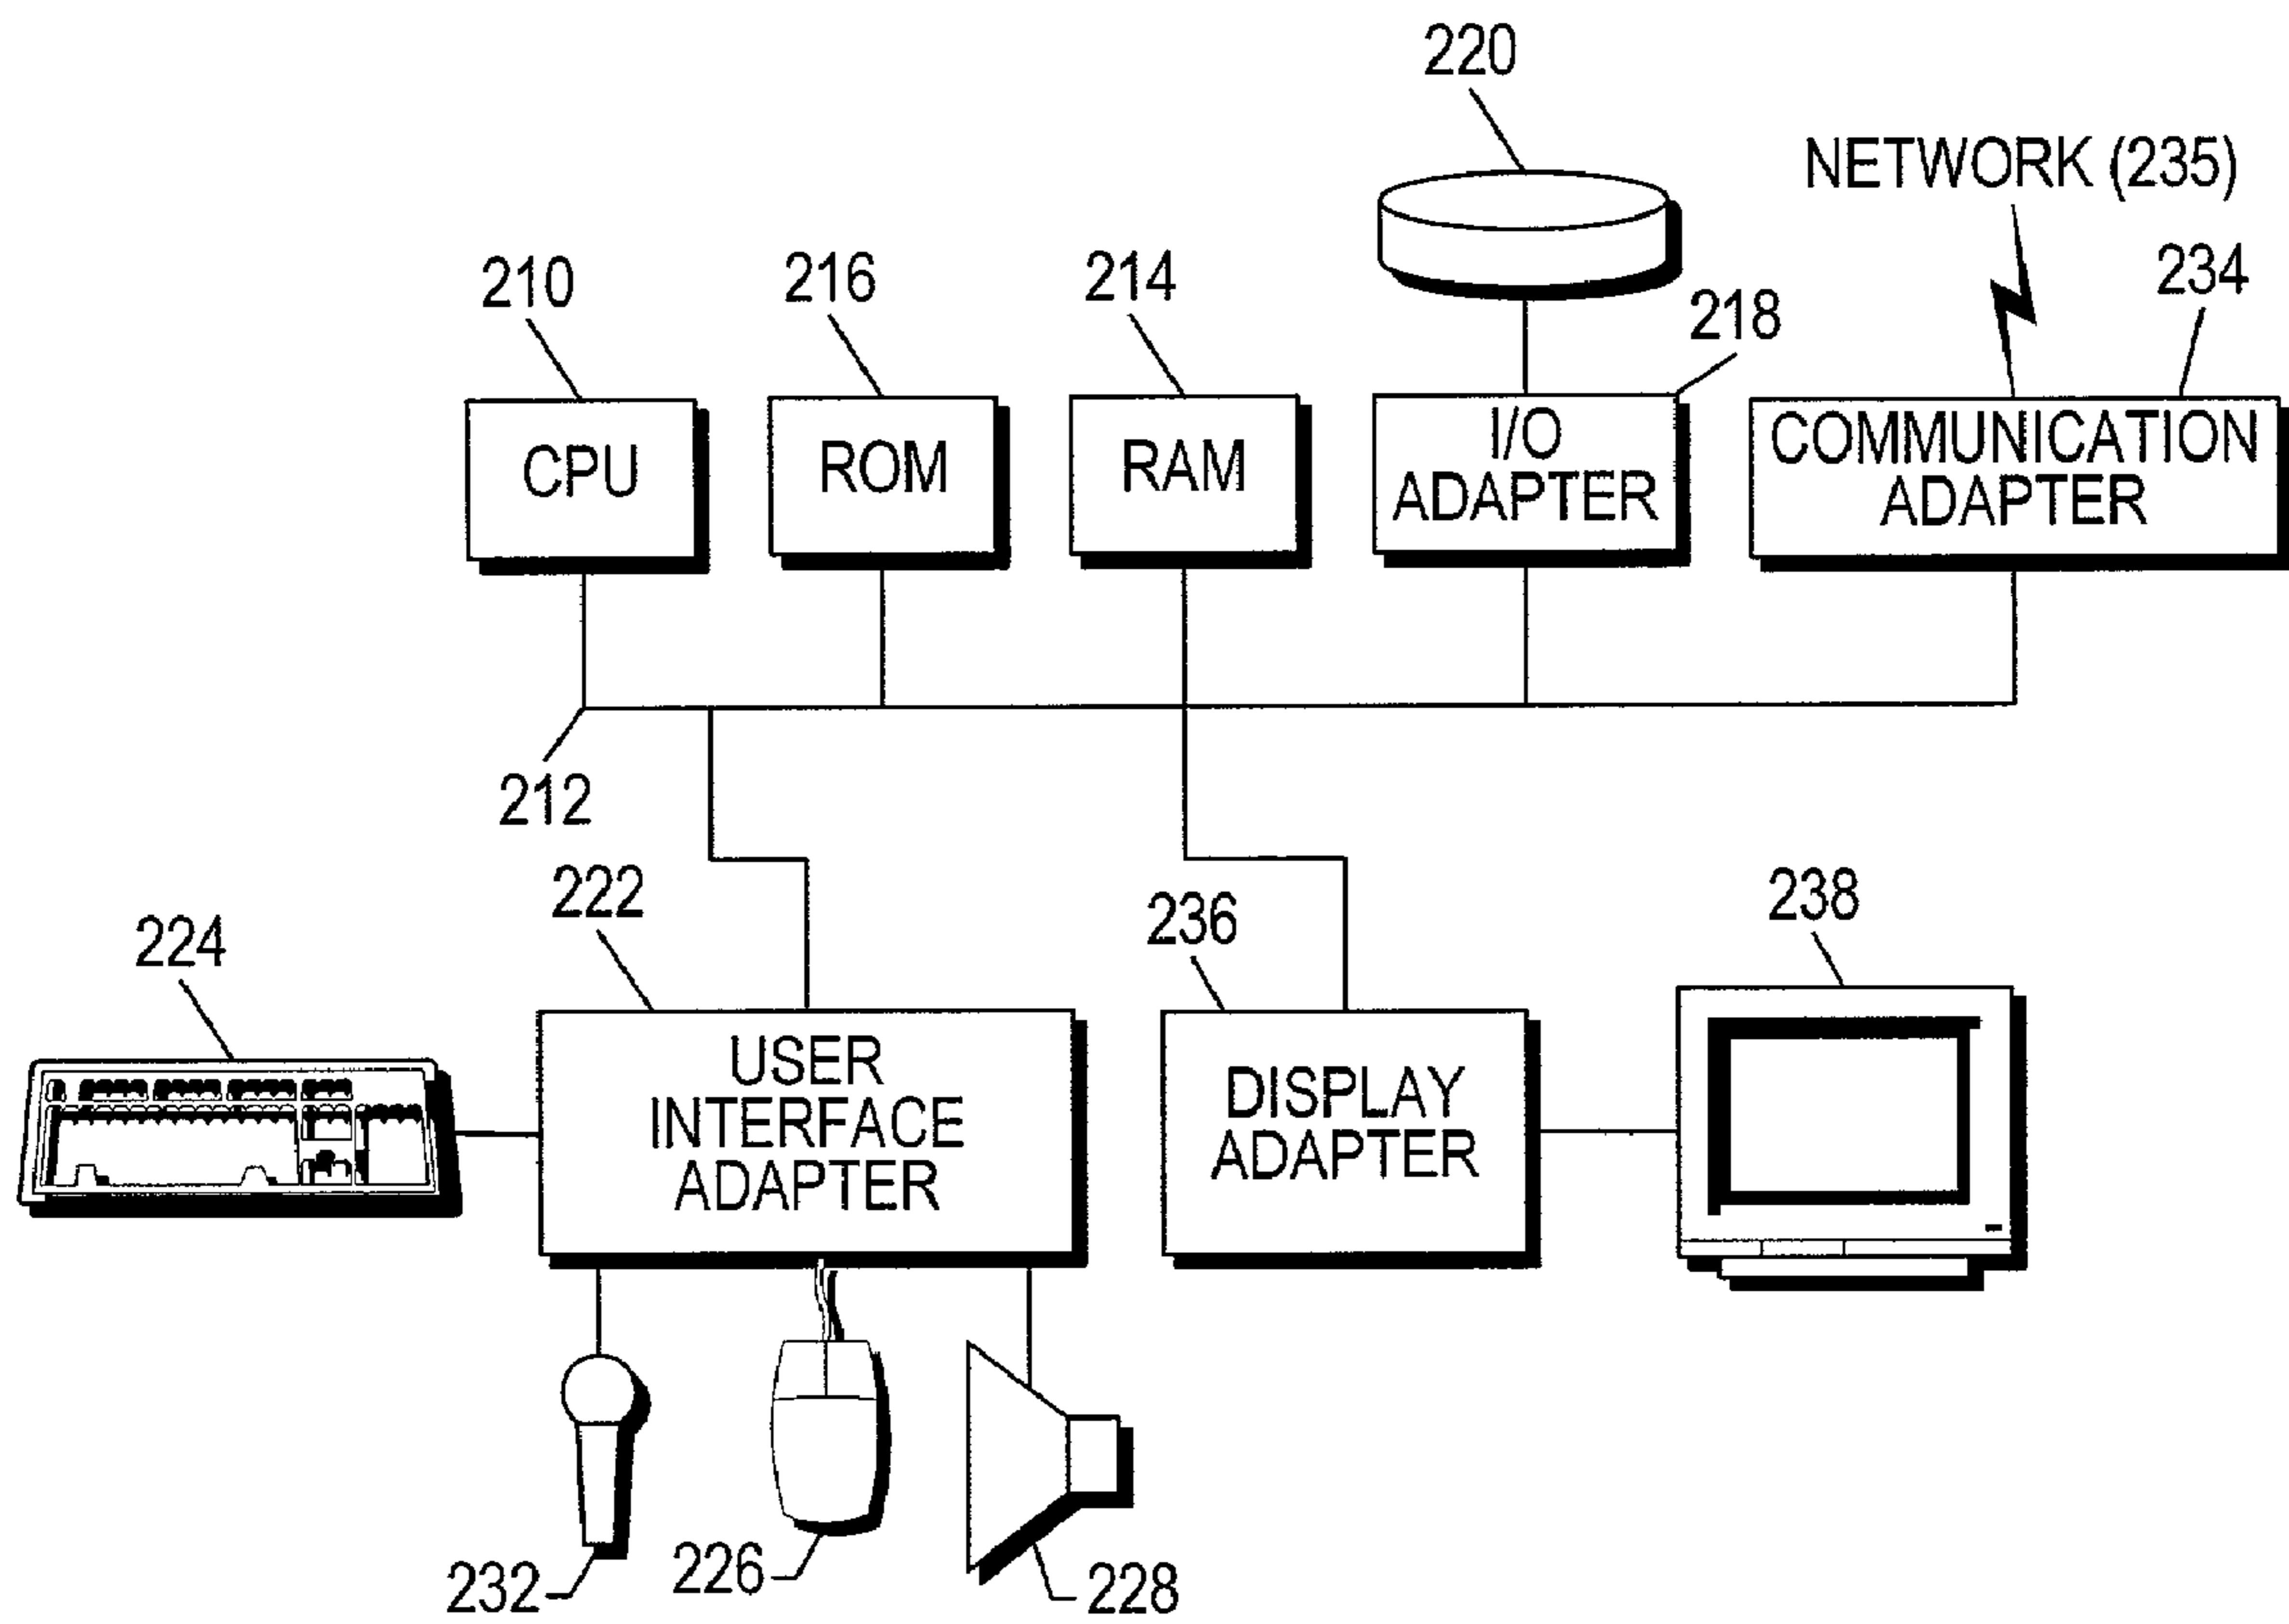 220
NETWORK (235)
210
216
214
218
234
CPU
ROM
RAM
I/O
ADAPTER
COMMUNICATION
ADAPTER
212
222
236
238
224
USER
INTERFACE
ADAPTER
DISPLAY
ADAPTER
232
226
228